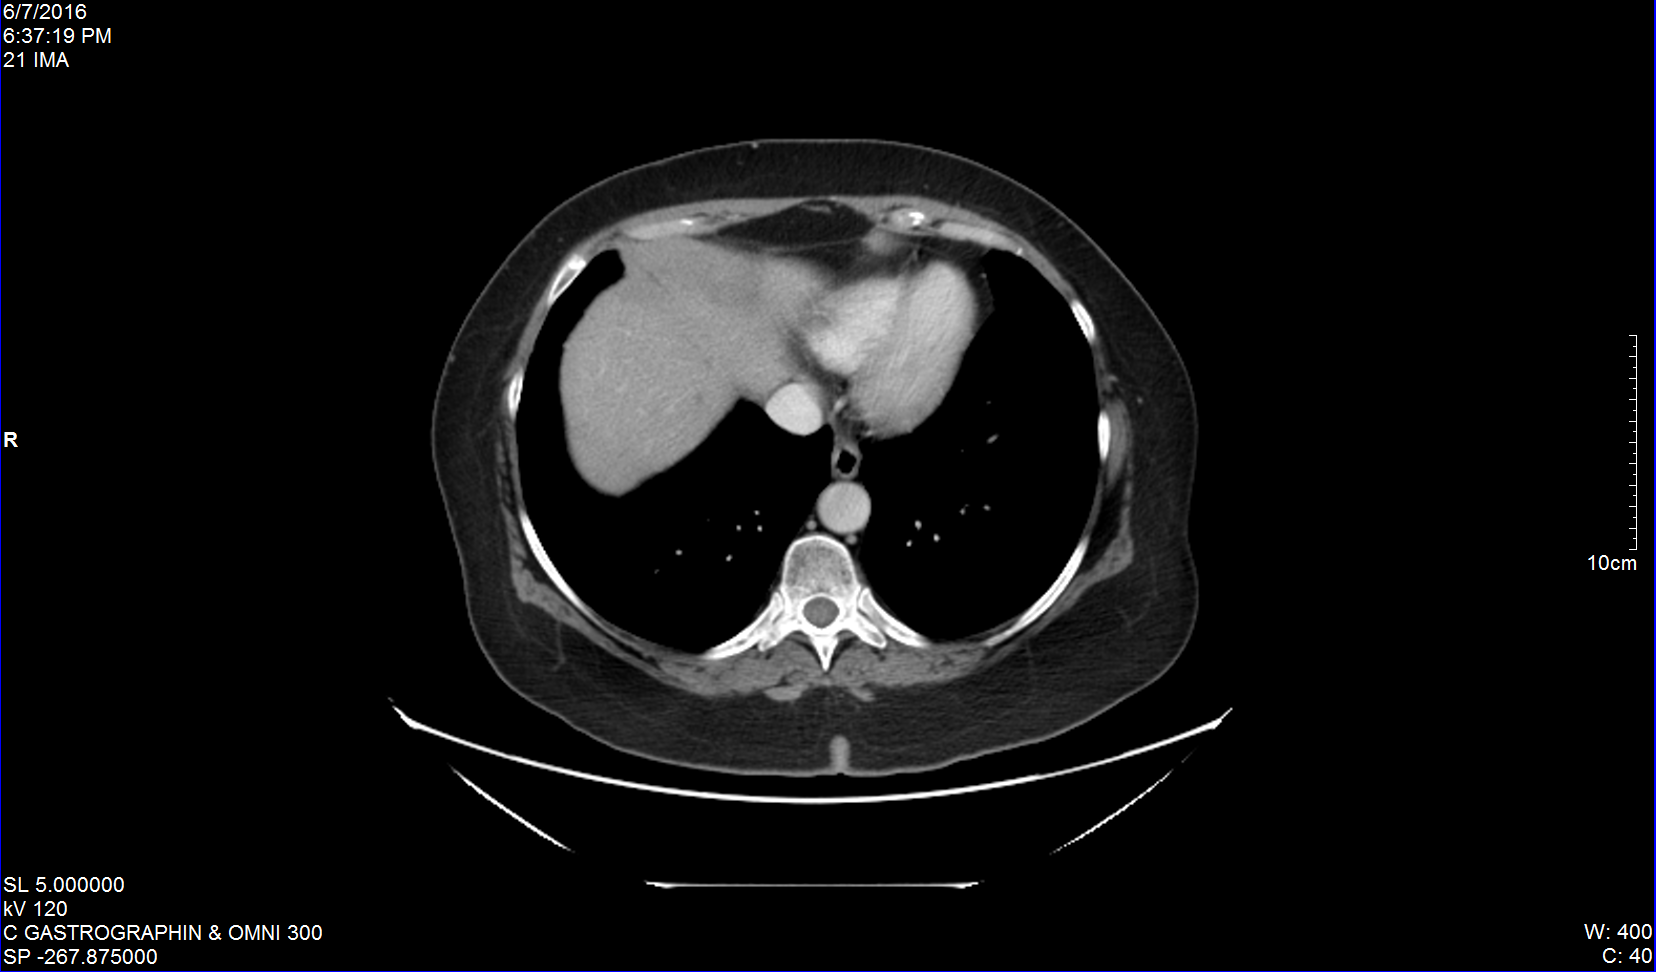 6/7/2016
6:37:19 PM
21 IMA
R
10cm
SL 5.000000
kV 120
C GASTROGRAPHIN & OMNI 300
SP -267.875000
W: 400
C: 40